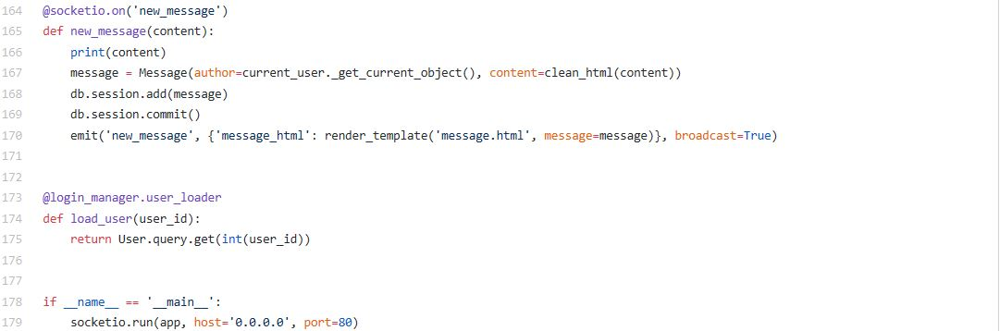 164 @socketio.on('new_message')
165 def new_message(content):
166     print(content)
167     message = Message(author=current_user._get_current_object(), content=clean_html(content))
168     db.session.add(message)
169     db.session.commit()
170     emit('new_message', {'message_html': render_template('message.html', message=message)}, broadcast=True)
171
172
173 @login_manager.user_loader
174 def load_user(user_id):
175     return User.query.get(int(user_id))
176
177
178 if __name__ == '__main__':
179     socketio.run(app, host='0.0.0.0', port=80)